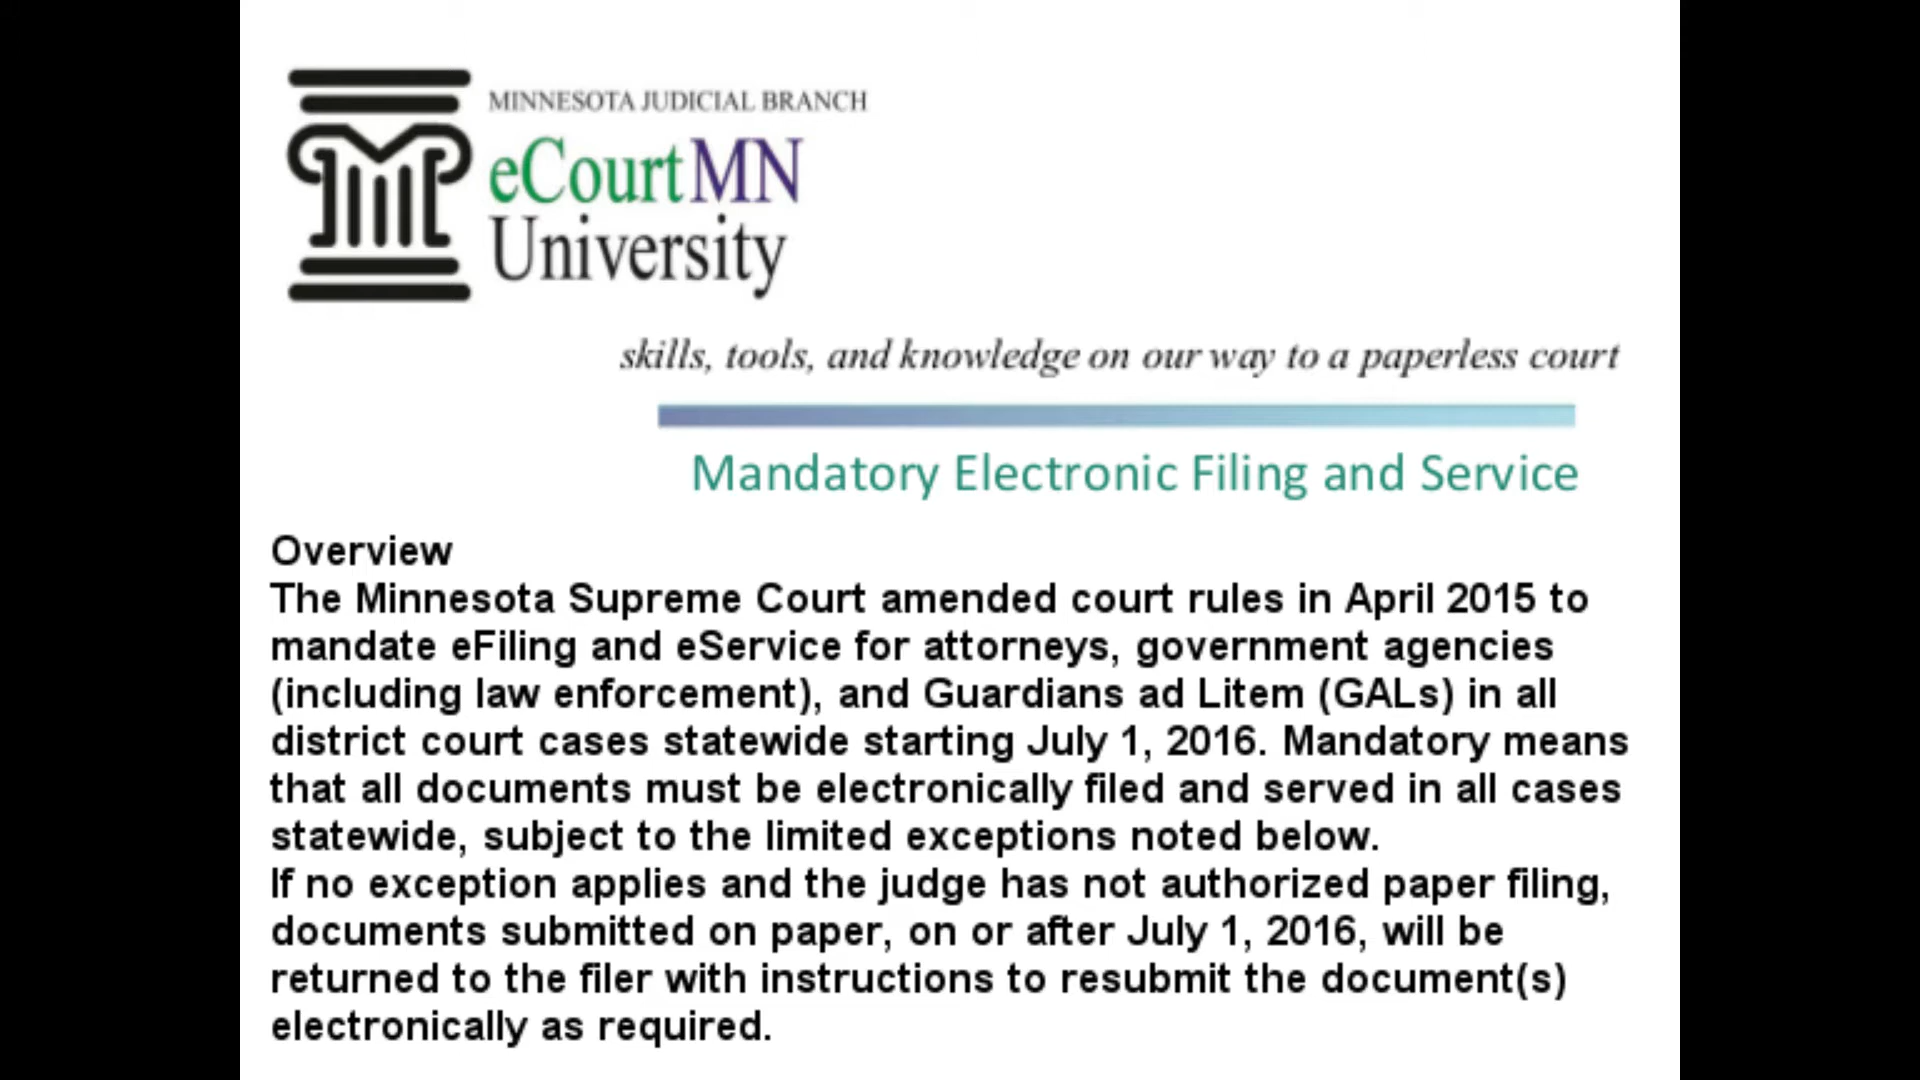 MINNESOTA JUDICIAL BRANCH
eCourtMN
University
skills, tools, and knowledge on our way to a paperless court
Mandatory Electronic Filing and Service
Overview
The Minnesota Supreme Court amended court rules in April 2015 to
mandate eFiling and eService for attorneys, government agencies
(including law enforcement), and Guardians ad Litem (GALs) in all
district court cases statewide starting July 1, 2016. Mandatory means
that all documents must be electronically filed and served in all cases
statewide, subject to the limited exceptions noted below.
If no exception applies and the judge has not authorized paper filing,
documents submitted on paper, on or after July 1, 2016, will be
returned to the filer with instructions to resubmit the document(s)
electronically as required.